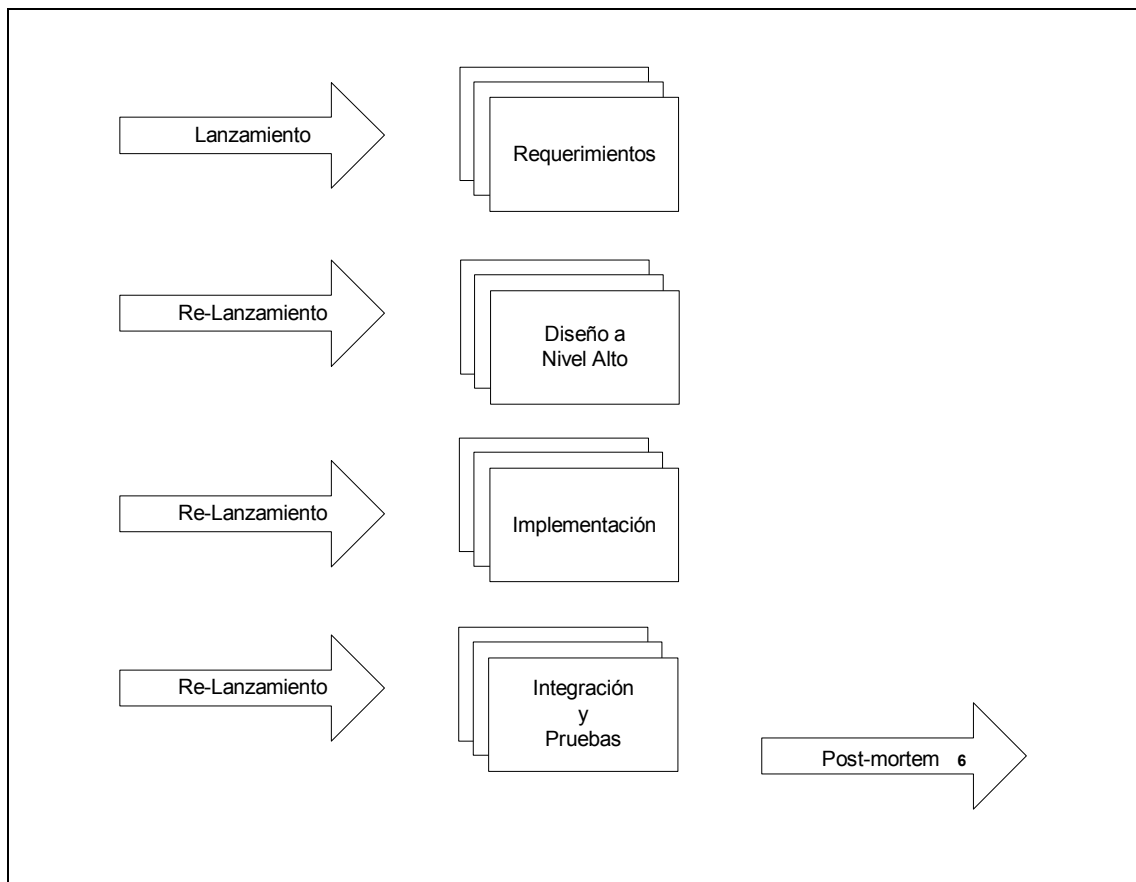 Lanzamiento
Requerimientos
Re-Lanzamiento
Diseño a
Nivel Alto
Re-Lanzamiento
Implementación
Re-Lanzamiento
Integración
y
Pruebas
Post-mortem 6